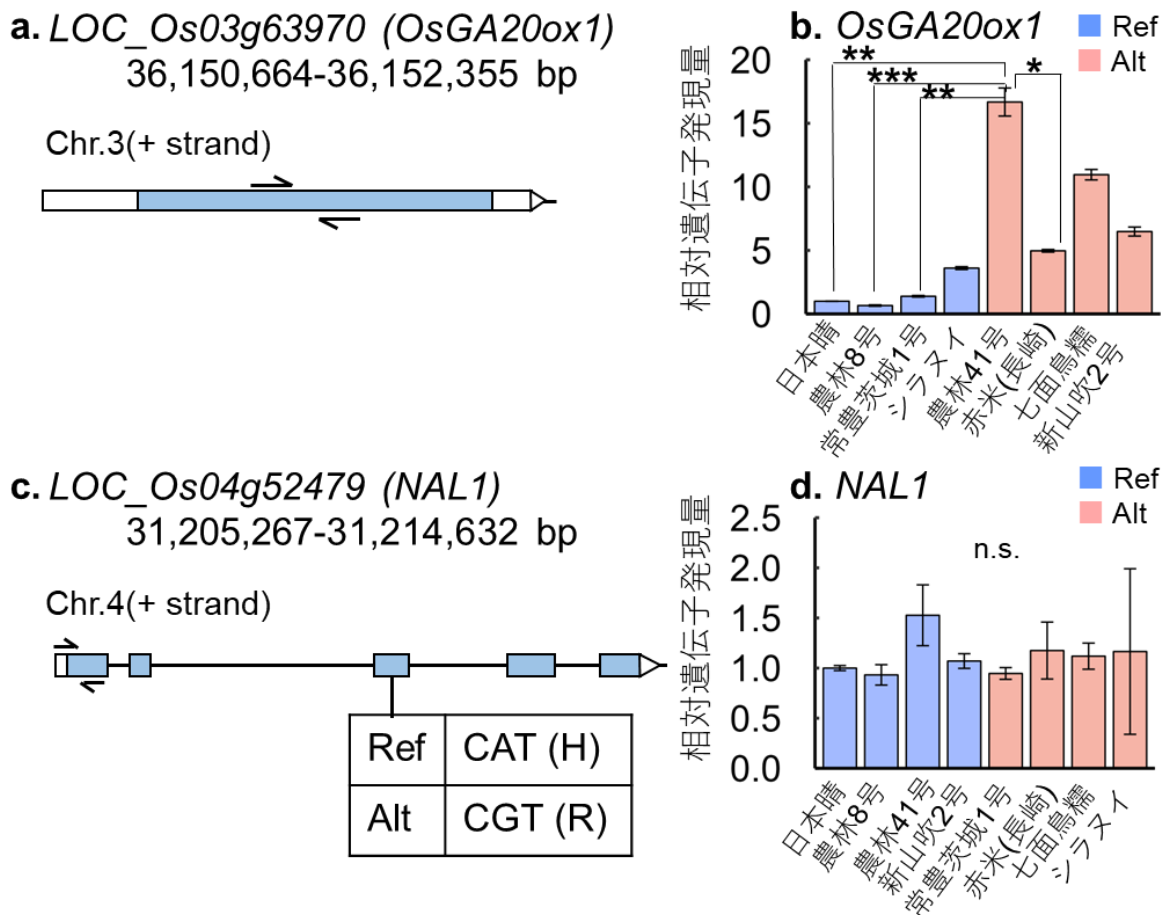 a. LOC_Os03g63970 (OsGA20ox1)
36,150,664-36,152,355 bp
Chr.3(+ strand)
b. OsGA20ox1
Ref
Alt
相対遺伝子発現量
20
15
10
5
0
**
***
**
*
日本晴
農林8号
常豊茨城1号
シラヌイ
農林41号
赤米(長崎)
七面鳥糯
新山吹2号
c. LOC_Os04g52479 (NAL1)
31,205,267-31,214,632 bp
Chr.4(+ strand)
Ref CAT (H)
Alt CGT (R)
d. NAL1
Ref
Alt
相対遺伝子発現量
2.5
2.0
1.5
1.0
0.5
0.0
n.s.
日本晴
農林8号
農林41号
新山吹2号
常豊茨城1号
赤米(長崎)
七面鳥糯
シラヌイ